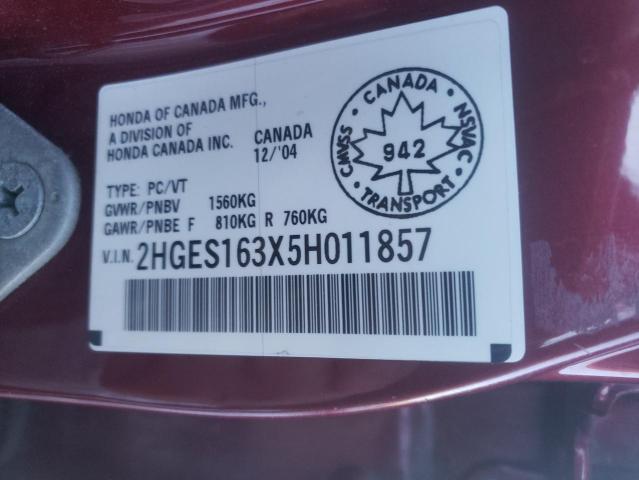 HONDA OF CANADA MFG.,
A DIVISION OF
HONDA CANADA INC. CANADA
12/'04
TYPE: PC/VT
GVWR/PNBV 1560KG
GAWR/PNBE F 810KG R 760KG
V.I.N. 2HGES163X5H011857
CANADA
CMVSS
942
NSVAC
TRANSPORT